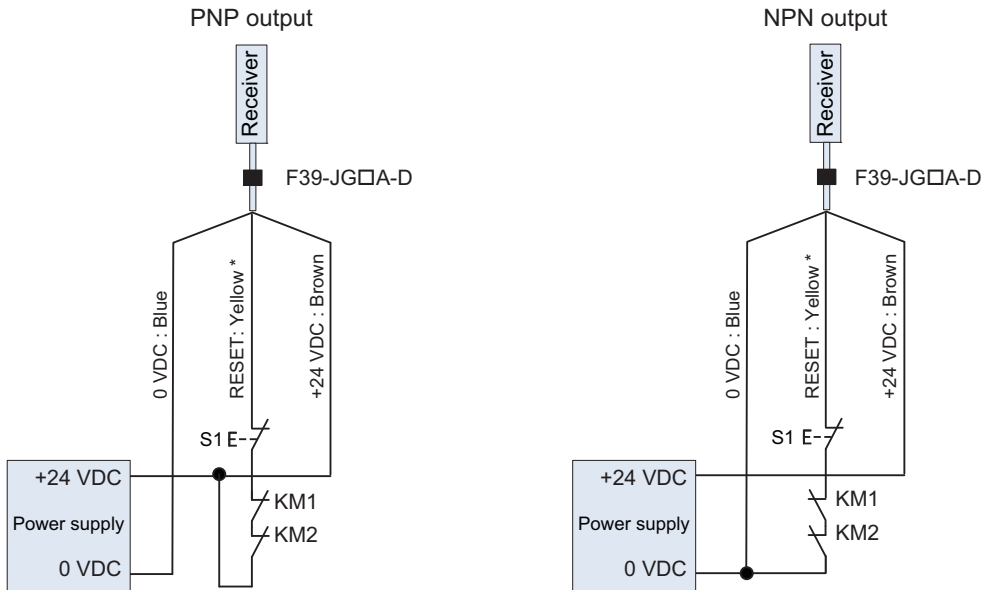 PNP output
Receiver
F39-JG□A-D
0 VDC : Blue
RESET: Yellow *
+24 VDC : Brown
S1
+24 VDC
Power supply
0 VDC
KM1
KM2
NPN output
Receiver
F39-JG□A-D
0 VDC : Blue
RESET : Yellow *
+24 VDC : Brown
S1
+24 VDC
Power supply
0 VDC
KM1
KM2